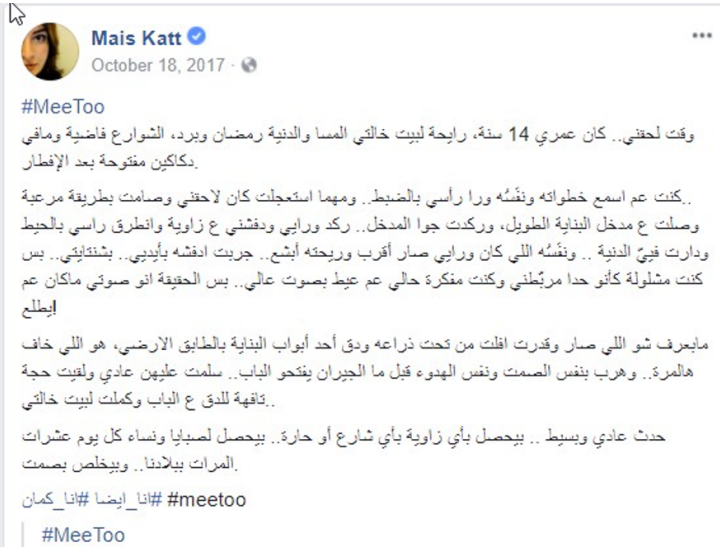 Mais Katt
October 18, 2017 ·
#MeeToo
وقت لحقني.. كان عمري 14 سنة، رايحة لبيت خالتي المسا والدنية رمضان وبرد، الشوارع فاضية ومافي
دكاكين مفتوحة بعد الإفطار.
كنت عم اسمع خطواته ونفَسُه ورا رأسي بالضبط.. ومهما استعجلت كان لاحقني وصامت بطريقة مرعبة..
وصلت ع مدخل البناية الطويل، وركدت جوا المدخل.. ركد ورايي ودفشني ع زاوية وانطرق راسي بالحيط
ودارت فييّ الدنية .. ونفَسُه اللي كان ورايي صار أقرب وريحته أبشع.. جربت ادفشه بأيديي.. بشنتايتي.. بس
كنت مشلولة كأنو حدا مربّطني وكنت مفكرة حالي عم عيط بصوت عالي.. بس الحقيقة انو صوتي ماكان عم
يطلع!
مابعرف شو اللي صار وقدرت افلت من تحت ذراعه ودق أحد أبواب البناية بالطابق الارضي، هو اللي خاف
هالمرة.. وهرب بنفس الصمت ونفس الهدوء قبل ما الجيران يفتحو الباب.. سلمت عليهن عادي ولقيت حجة
تافهة للدق ع الباب وكملت لبيت خالتي..
حدث عادي وبسيط .. بيحصل بأي زاوية بأي شارع أو حارة.. بيحصل لصبايا ونساء كل يوم عشرات
المرات ببلادنا.. وبيخلص بصمت.
#meetoo #انا_ايضا #انا_كمان
#MeeToo